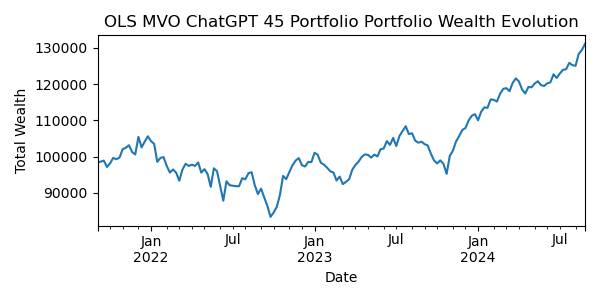 OLS MVO ChatGPT 45 Portfolio Portfolio Wealth Evolution
130000
120000
110000
100000
90000
Total Wealth
Jan
2022
Jul
Jan
2023
Jul
Jan
2024
Jul
Date